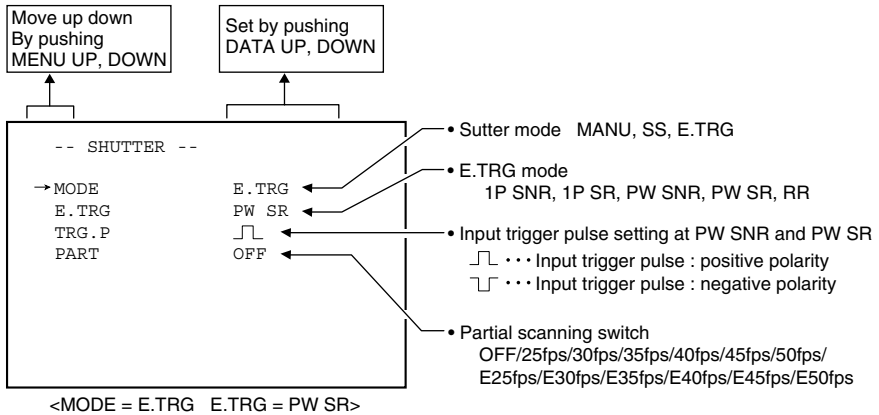 Move up down
By pushing
MENU UP, DOWN
Set by pushing
DATA UP, DOWN
-- SHUTTER --
→MODE E.TRG
E.TRG PW SR
TRG.P
PART OFF
• Sutter mode MANU, SS, E.TRG
• E.TRG mode
1P SNR, 1P SR, PW SNR, PW SR, RR
• Input trigger pulse setting at PW SNR and PW SR
··· Input trigger pulse : positive polarity
··· Input trigger pulse : negative polarity
• Partial scanning switch
OFF/25fps/30fps/35fps/40fps/45fps/50fps/
E25fps/E30fps/E35fps/E40fps/E45fps/E50fps
<MODE = E.TRG E.TRG = PW SR>